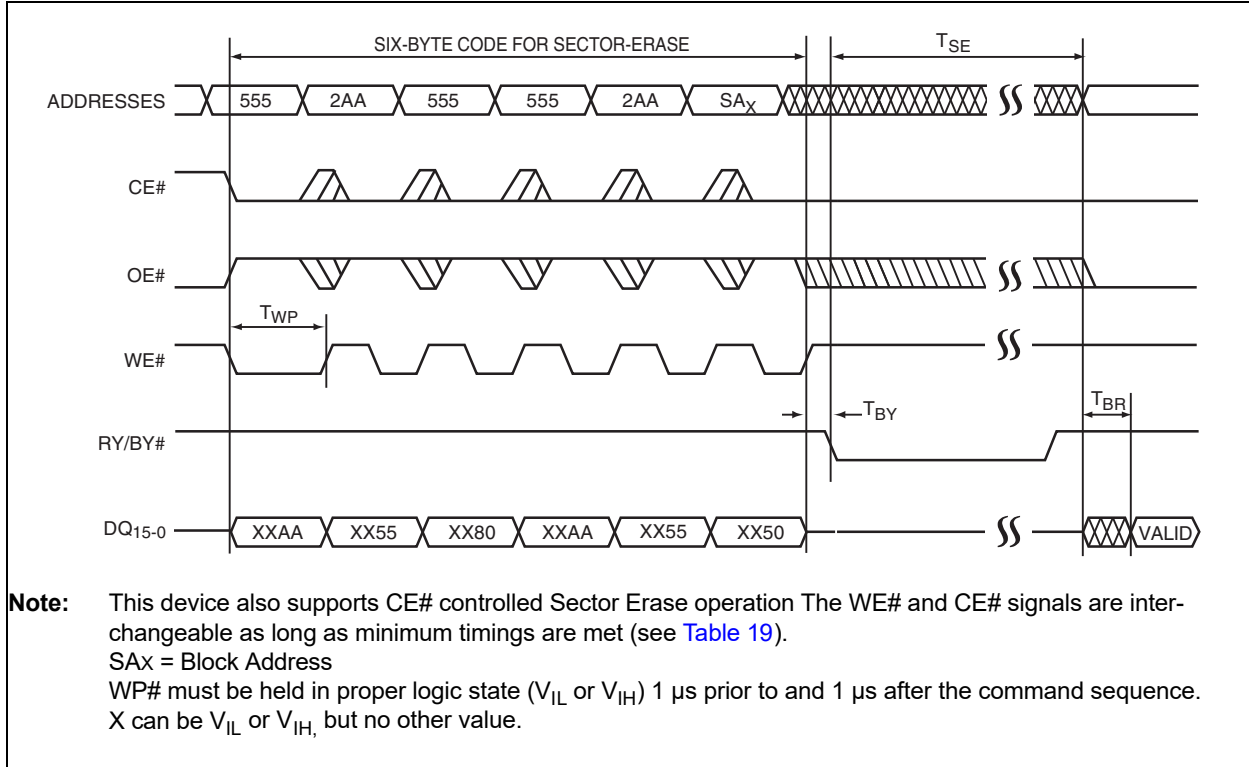 SIX-BYTE CODE FOR SECTOR-ERASE TSE
ADDRESSES 555 2AA 555 555 2AA SAX
CE#
OE#
TWP
WE#
TBY TBR
RY/BY#
DQ15-0 XXAA XX55 XX80 XXAA XX55 XX50 VALID
Note: This device also supports CE# controlled Sector Erase operation The WE# and CE# signals are inter-
changeable as long as minimum timings are met (see Table 19).
SAX = Block Address
WP# must be held in proper logic state (VIL or VIH) 1 µs prior to and 1 µs after the command sequence.
X can be VIL or VIH, but no other value.